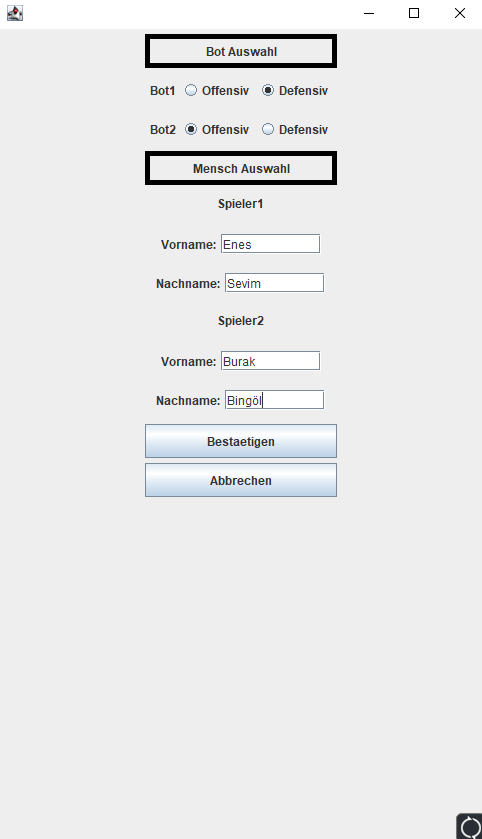 Bot Auswahl
Bot1 Offensiv Defensiv
Bot2 Offensiv Defensiv
Mensch Auswahl
Spieler1
Vorname: Enes
Nachname: Sevim
Spieler2
Vorname: Burak
Nachname: Bingöl
Bestaetigen
Abbrechen